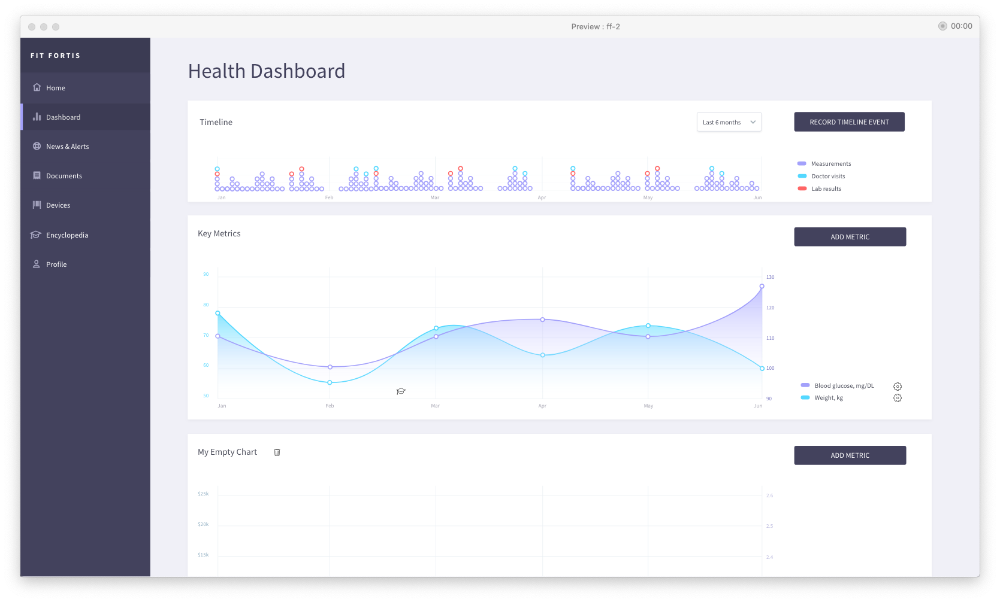 Preview : ff-2
00:00
FIT FORTIS
Home
Dashboard
News & Alerts
Documents
Devices
Encyclopedia
Profile
Health Dashboard
Timeline
Last 6 months
RECORD TIMELINE EVENT
Measurements
Doctor visits
Lab results
Jan Feb Mar Apr May Jun
Key Metrics
ADD METRIC
90
80
70
60
50
130
120
110
100
90
Blood glucose, mg/DL
Weight, kg
Jan Feb Mar Apr May Jun
My Empty Chart
ADD METRIC
$25k
$20k
$15k
2.6
2.5
2.4